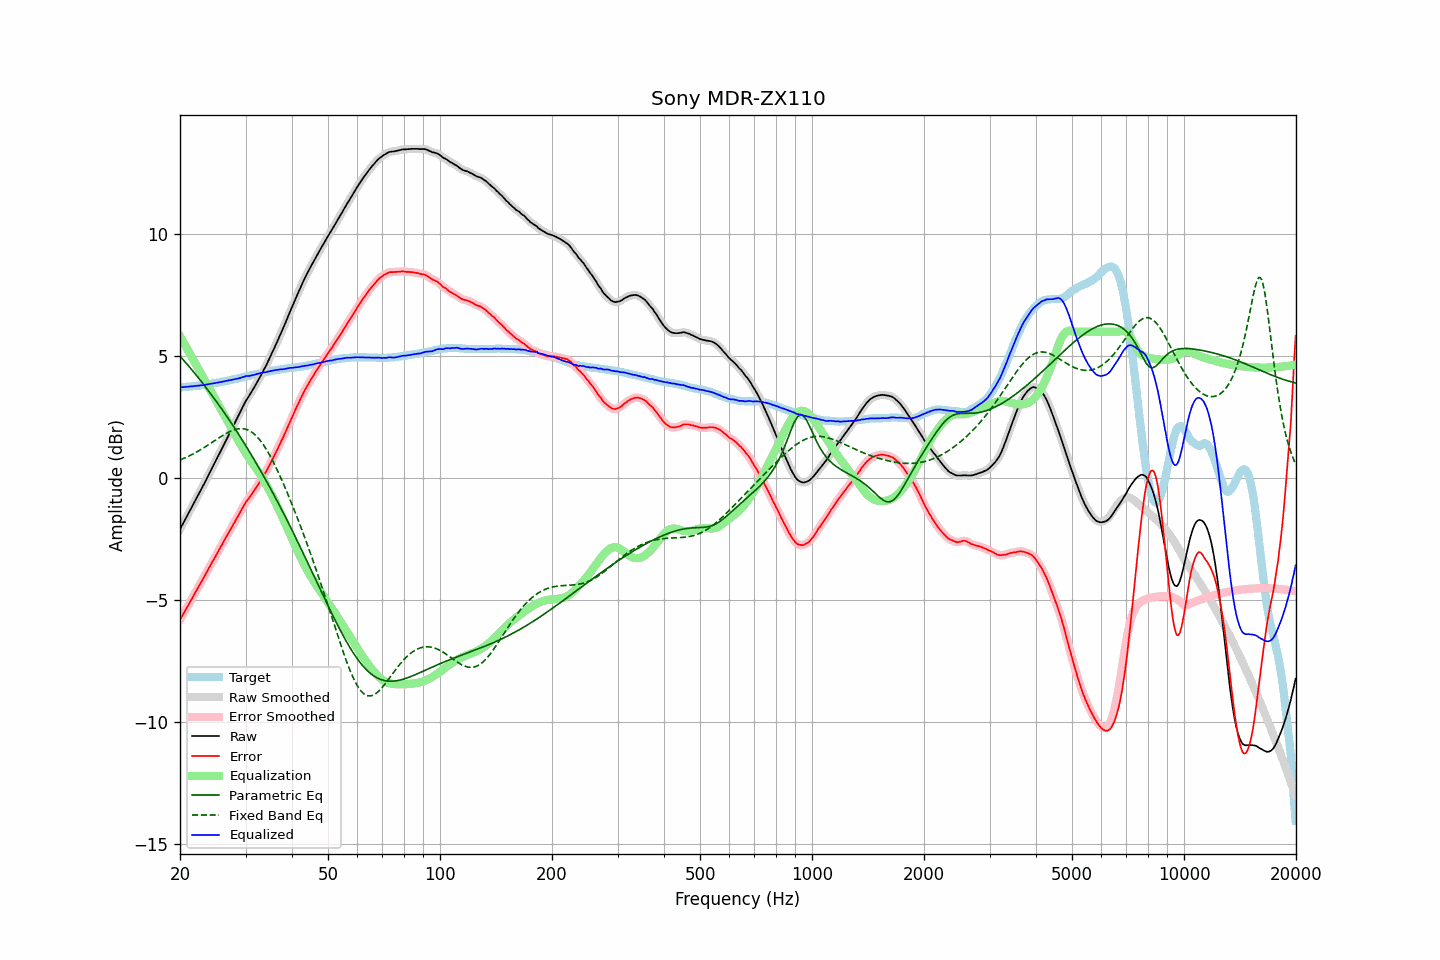 Sony MDR-ZX110
Amplitude (dBr)
10
5
0
−5
−10
−15
Target
Raw Smoothed
Error Smoothed
Raw
Error
Equalization
Parametric Eq
Fixed Band Eq
Equalized
20 50 100 200 500 1000 2000 5000 10000 20000
Frequency (Hz)